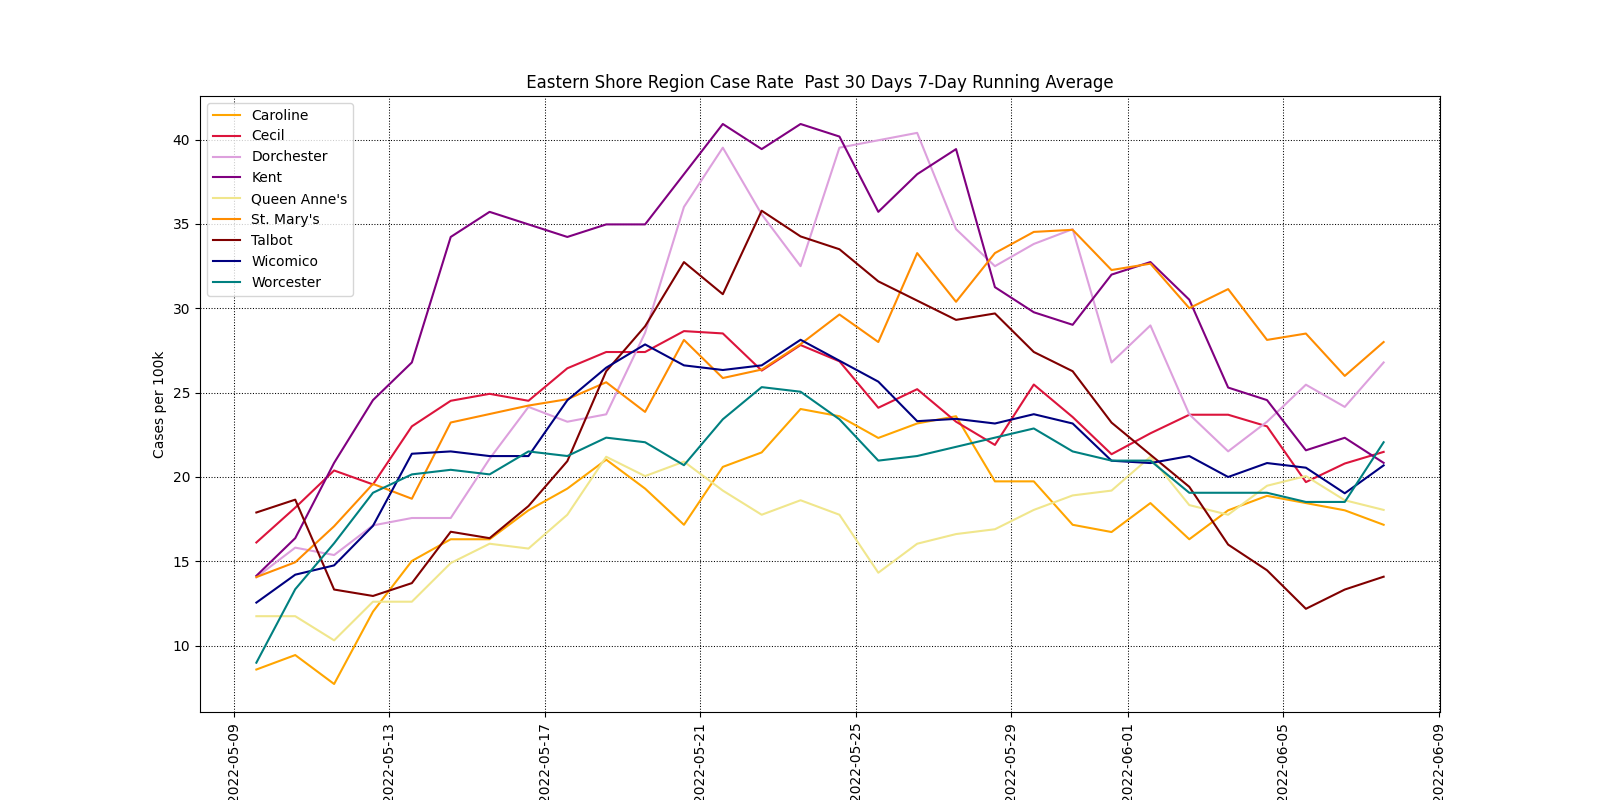 Eastern Shore Region Case Rate  Past 30 Days 7-Day Running Average
Caroline
Cecil
Dorchester
Kent
Queen Anne's
St. Mary's
Talbot
Wicomico
Worcester
40
35
30
25
20
15
10
Cases per 100k
2022-05-09
2022-05-13
2022-05-17
2022-05-21
2022-05-25
2022-05-29
2022-06-01
2022-06-05
2022-06-09